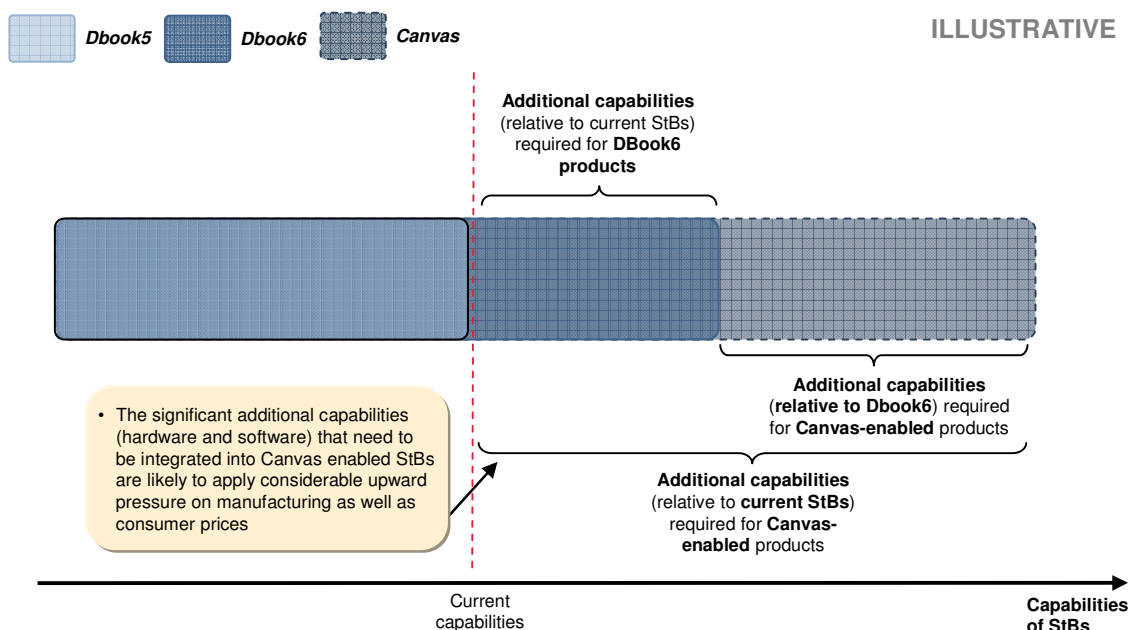 Dbook5
Dbook6
Canvas
ILLUSTRATIVE
Additional capabilities
(relative to current StBs)
required for DBook6
products
Additional capabilities
(relative to Dbook6) required
for Canvas-enabled products
• The significant additional capabilities
(hardware and software) that need to
be integrated into Canvas enabled StBs
are likely to apply considerable upward
pressure on manufacturing as well as
consumer prices
Additional capabilities
(relative to current StBs)
required for Canvas-
enabled products
Current
capabilities
Capabilities
of StBs